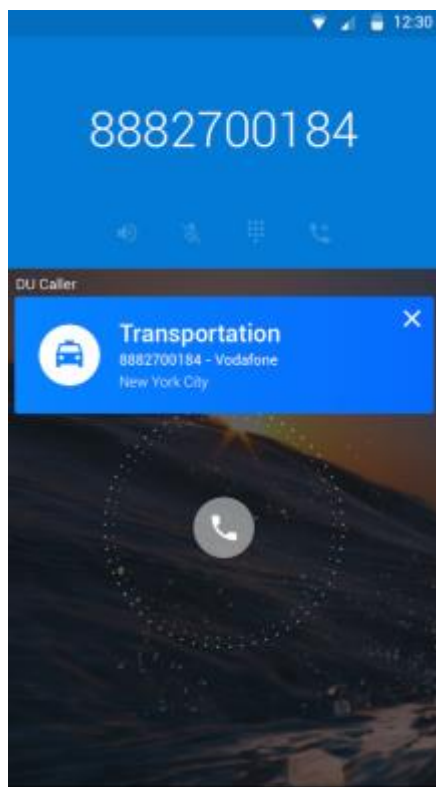 12:30
8882700184
DU Caller
Transportation
8882700184 - Vodafone
New York City